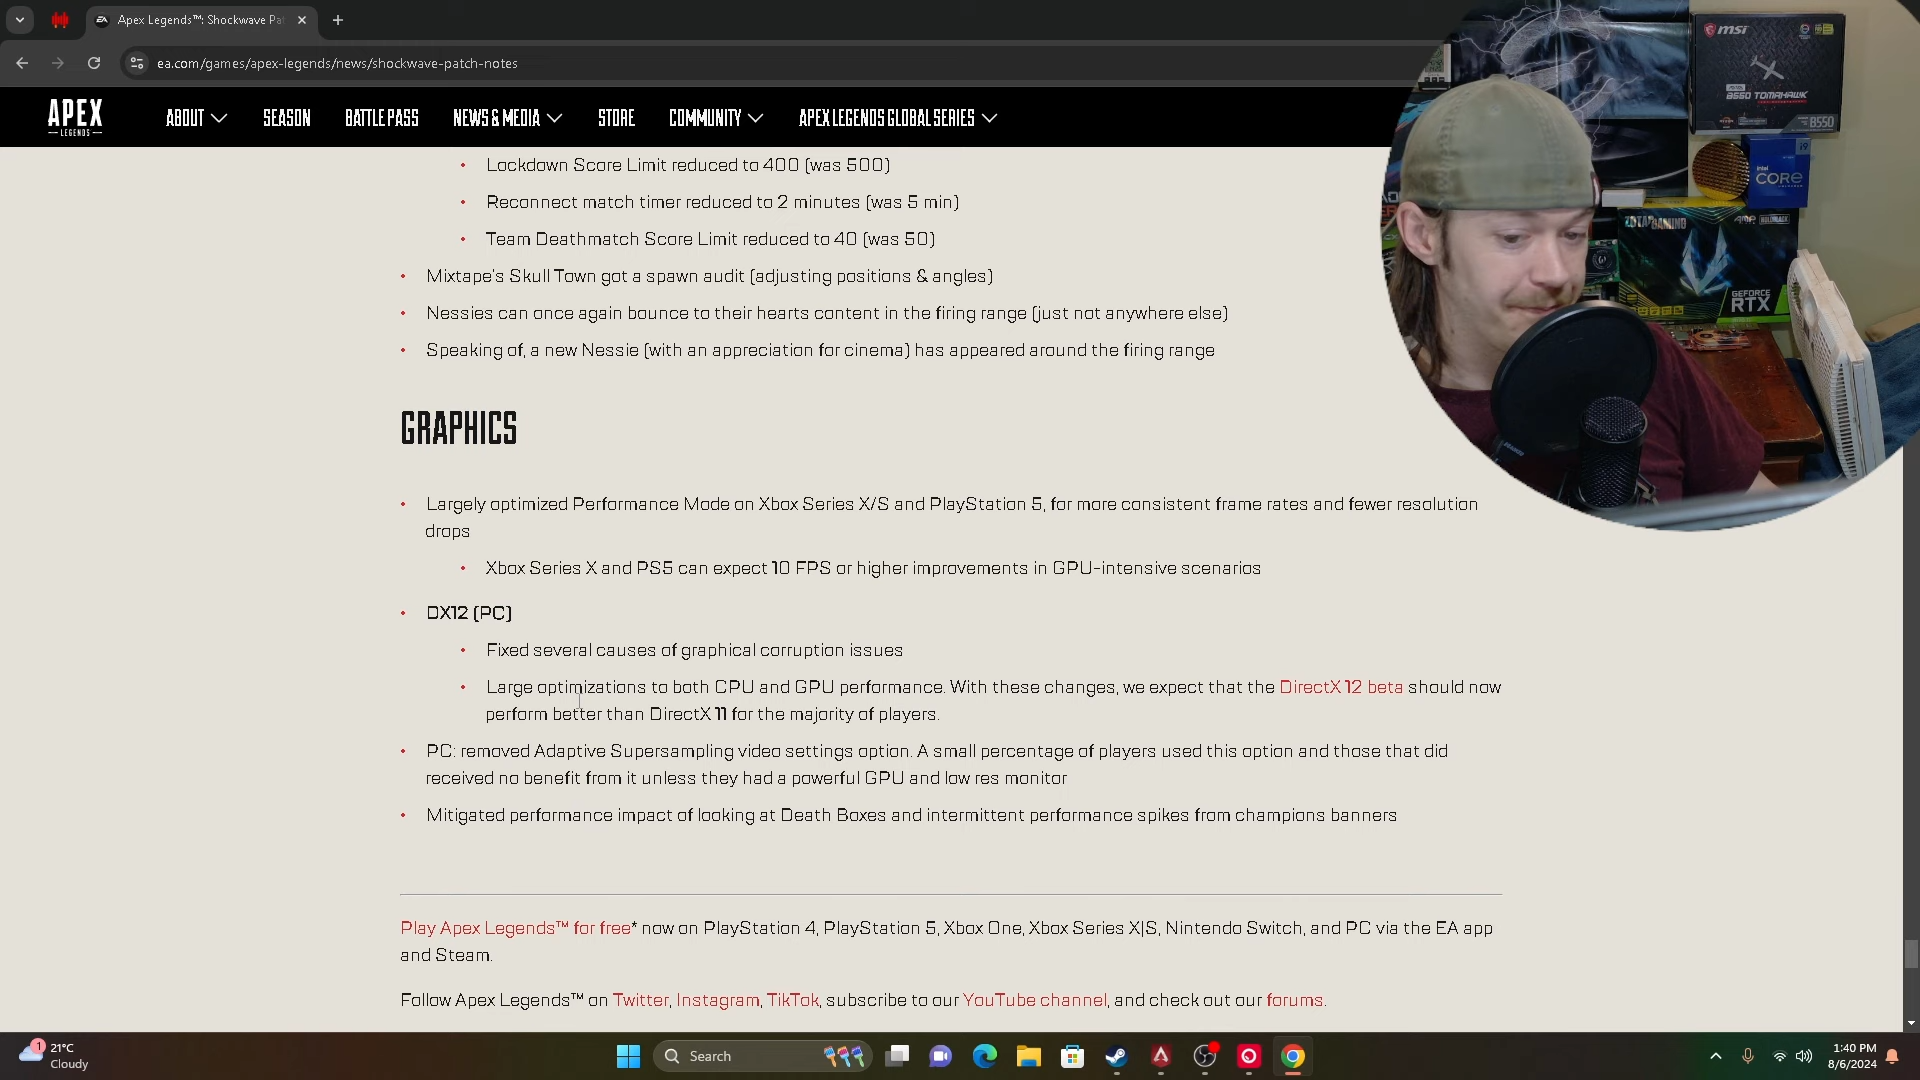 Apex Legends™: Shockwave Pa
ea.com/games/apex-legends/news/shockwave-patch-notes
APEX
LEGENDS
ABOUT SEASON BATTLE PASS NEWS & MEDIA STORE COMMUNITY APEX LEGENDS GLOBAL SERIES
Lockdown Score Limit reduced to 400 (was 500)
Reconnect match timer reduced to 2 minutes (was 5 min)
Team Deathmatch Score Limit reduced to 40 (was 50)
Mixtape's Skull Town got a spawn audit (adjusting positions & angles)
Nessies can once again bounce to their hearts content in the firing range (just not anywhere else)
Speaking of, a new Nessie (with an appreciation for cinema) has appeared around the firing range
GRAPHICS
Largely optimized Performance Mode on Xbox Series X/S and PlayStation 5, for more consistent frame rates and fewer resolution
drops
Xbox Series X and PS5 can expect 10 FPS or higher improvements in GPU-intensive scenarios
DX12 (PC)
Fixed several causes of graphical corruption issues
Large optimizations to both CPU and GPU performance. With these changes, we expect that the DirectX 12 beta should now
perform better than DirectX 11 for the majority of players.
PC: removed Adaptive Supersampling video settings option. A small percentage of players used this option and those that did
received no benefit from it unless they had a powerful GPU and low res monitor
Mitigated performance impact of looking at Death Boxes and intermittent performance spikes from champions banners
Play Apex Legends™ for free* now on PlayStation 4, PlayStation 5, Xbox One, Xbox Series X|S, Nintendo Switch, and PC via the EA app
and Steam.
Follow Apex Legends™ on Twitter, Instagram, TikTok, subscribe to our YouTube channel, and check out our forums.
msi
B550 TOMAHAWK
B550
intel
CORE
i9
ZOTAC GAMING
GEFORCE
RTX
1
21°C
Cloudy
Search
1:40 PM
8/6/2024